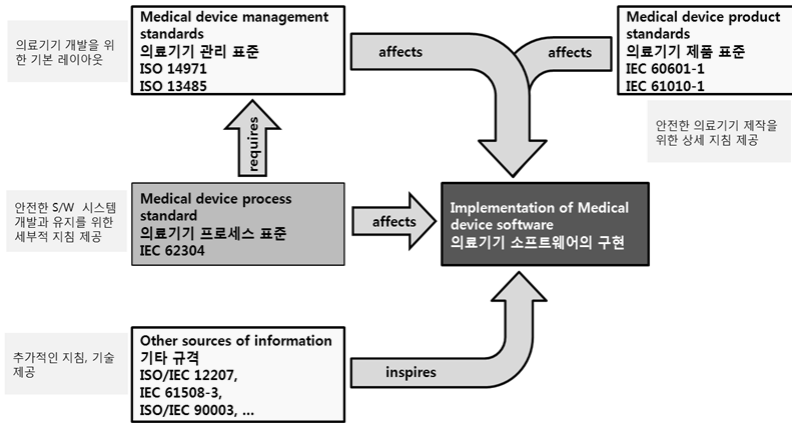 의료기기 개발을 위
한 기본 레이아웃
Medical device management
standards
의료기기 관리 표준
ISO 14971
ISO 13485
affects
affects
Medical device product
standards
의료기기 제품 표준
IEC 60601-1
IEC 61010-1
안전한 의료기기 제작을
위한 상세 지침 제공
requires
안전한 S/W 시스템
개발과 유지를 위한
세부적 지침 제공
Medical device process
standard
의료기기 프로세스 표준
IEC 62304
affects
Implementation of Medical
device software
의료기기 소프트웨어의 구현
추가적인 지침, 기술
제공
Other sources of information
기타 규격
ISO/IEC 12207,
IEC 61508-3,
ISO/IEC 90003, ...
inspires